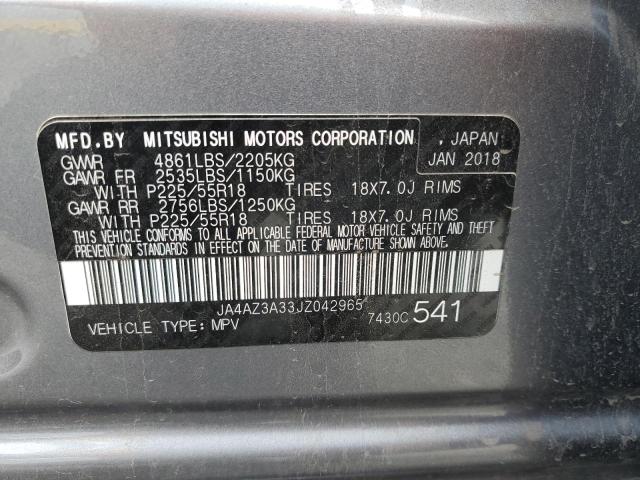 MFD.BY MITSUBISHI MOTORS CORPORATION , JAPAN
GVWR 4861LBS/2205KG JAN 2018
GAWR FR 2535LBS/1150KG
WITH P225/55R18 TIRES 18X7.0J RIMS
GAWR RR 2756LBS/1250KG
WITH P225/55R18 TIRES 18X7.0J RIMS
THIS VEHICLE CONFORMS TO ALL APPLICABLE FEDERAL MOTOR VEHICLE SAFETY BUMPER AND THEFT
PREVENTION STANDARDS IN EFFECT ON THE DATE OF MANUFACTURE SHOWN ABOVE.
JA4AZ3A33JZ042965
VEHICLE TYPE: MPV 7430C 541